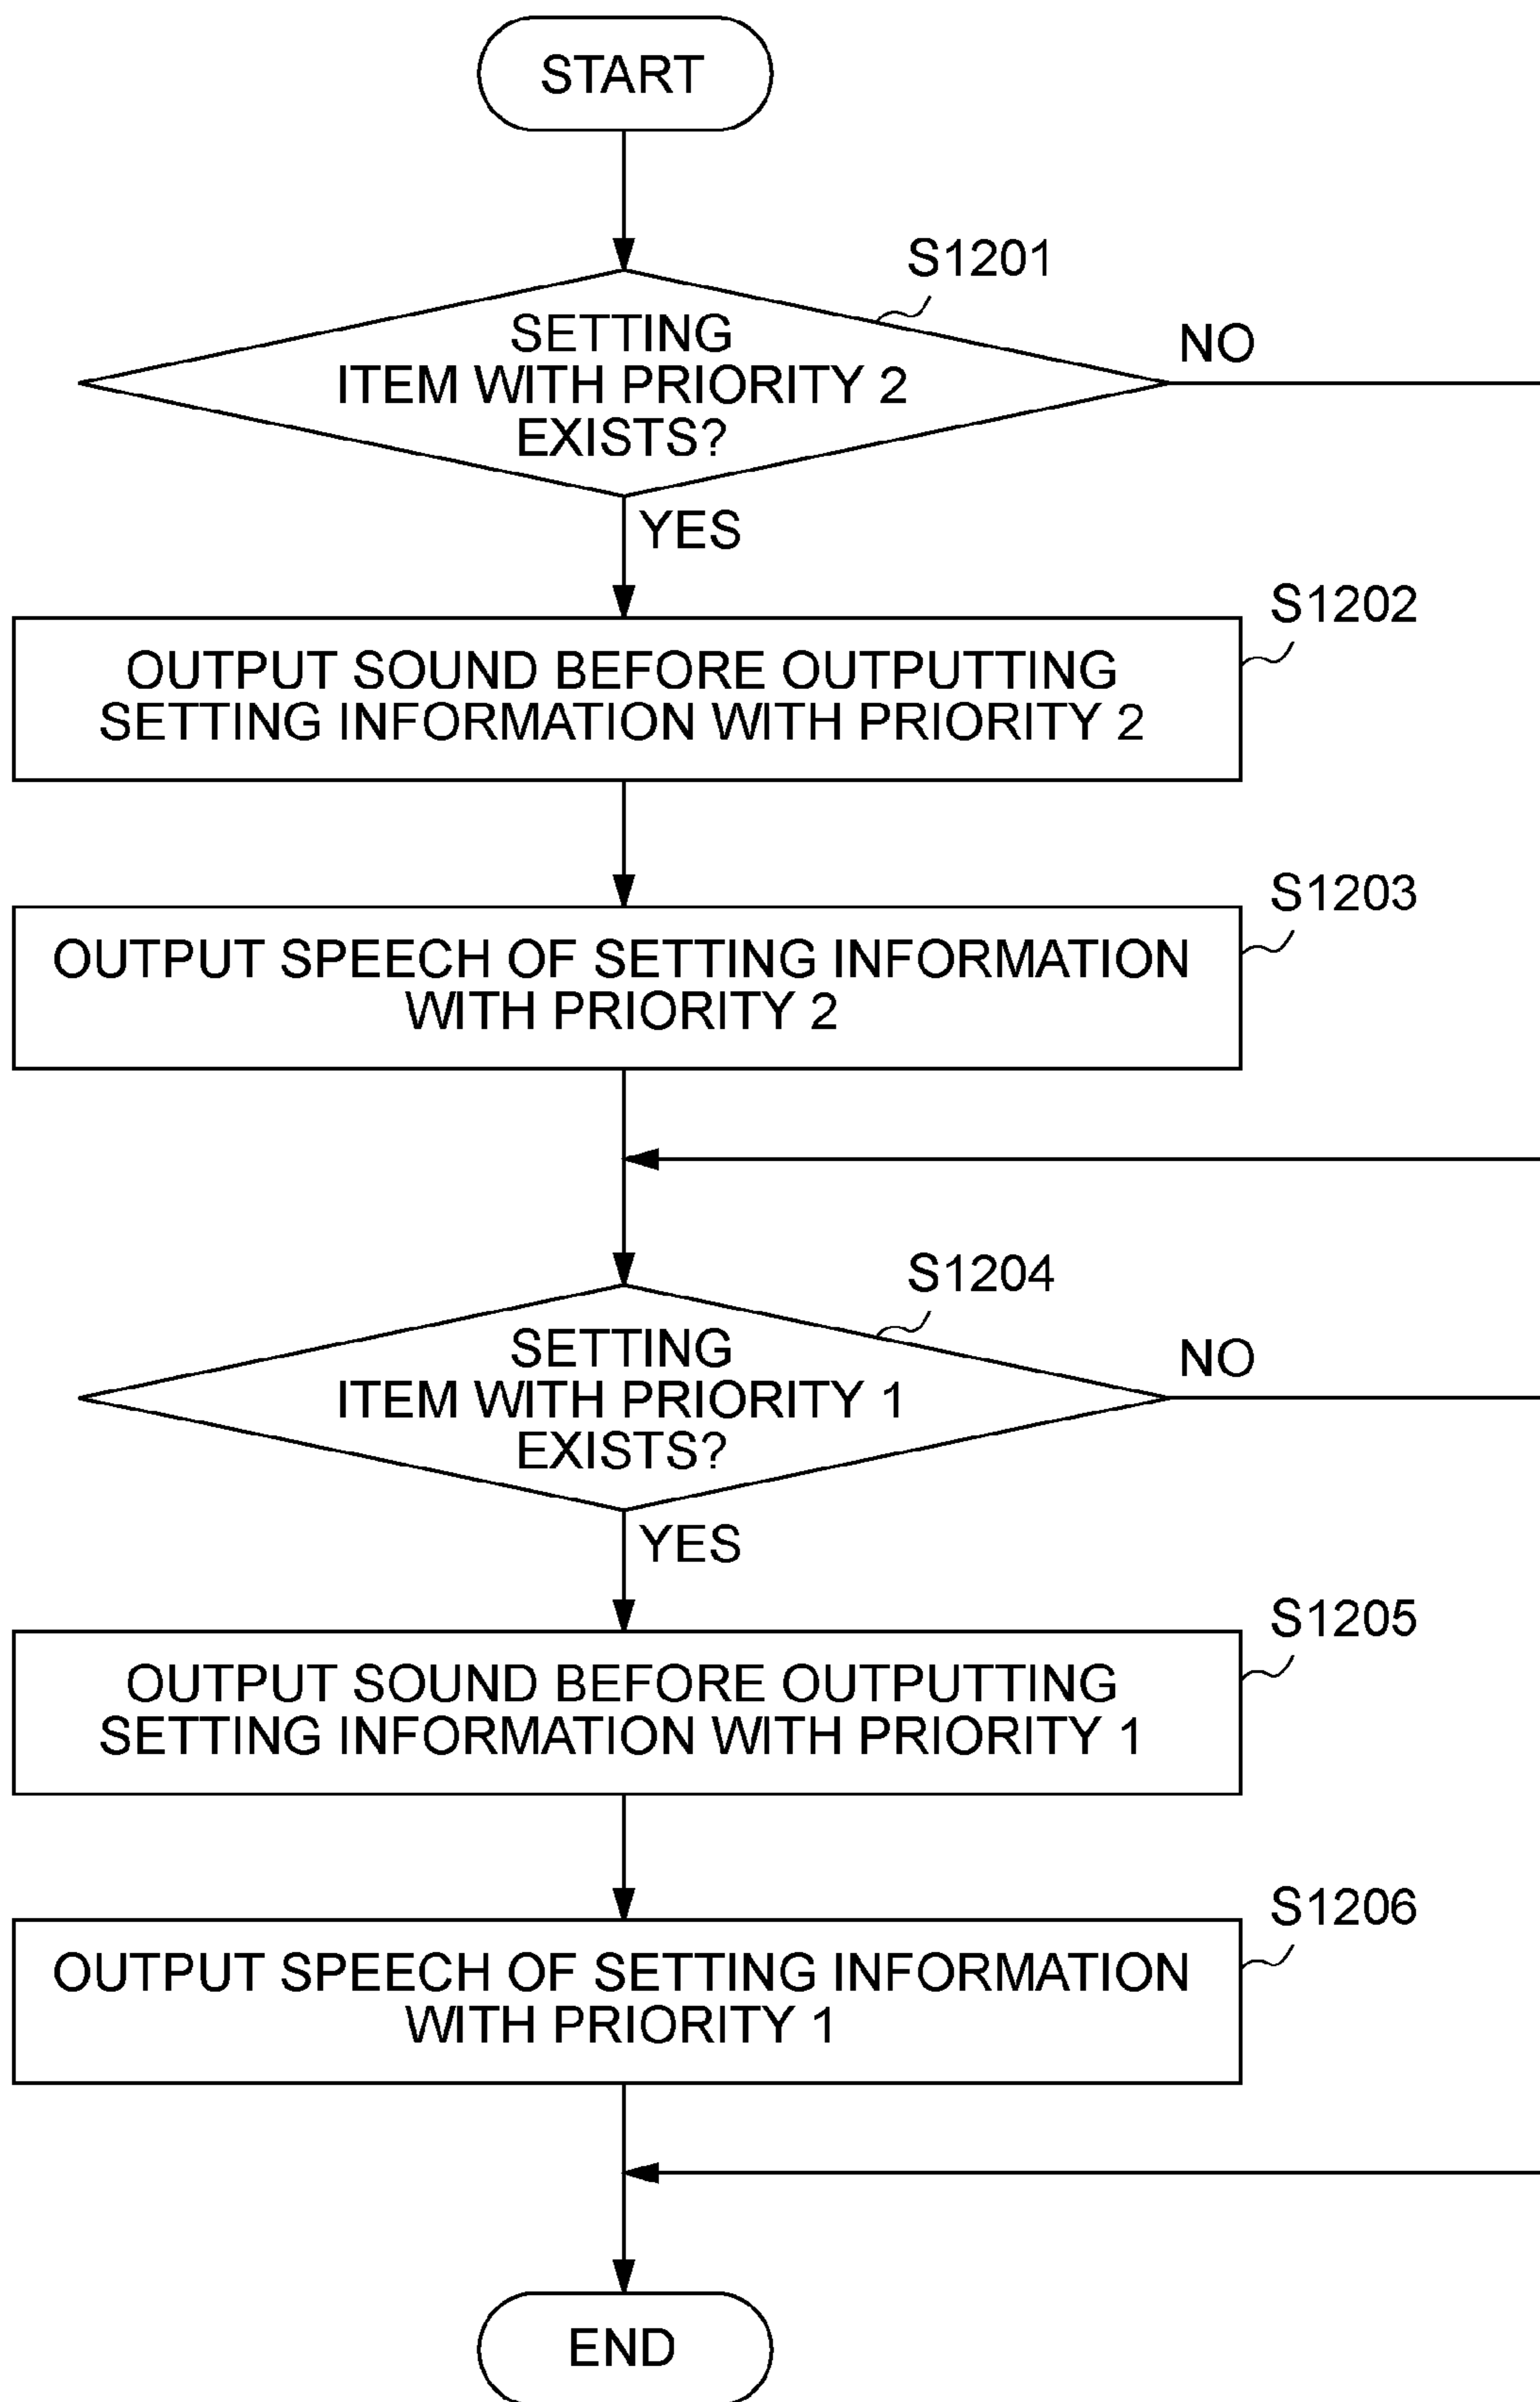 START
S1201
SETTING
ITEM WITH PRIORITY 2
EXISTS?
NO
YES
S1202
OUTPUT SOUND BEFORE OUTPUTTING
SETTING INFORMATION WITH PRIORITY 2
S1203
OUTPUT SPEECH OF SETTING INFORMATION
WITH PRIORITY 2
S1204
SETTING
ITEM WITH PRIORITY 1
EXISTS?
NO
YES
S1205
OUTPUT SOUND BEFORE OUTPUTTING
SETTING INFORMATION WITH PRIORITY 1
S1206
OUTPUT SPEECH OF SETTING INFORMATION
WITH PRIORITY 1
END